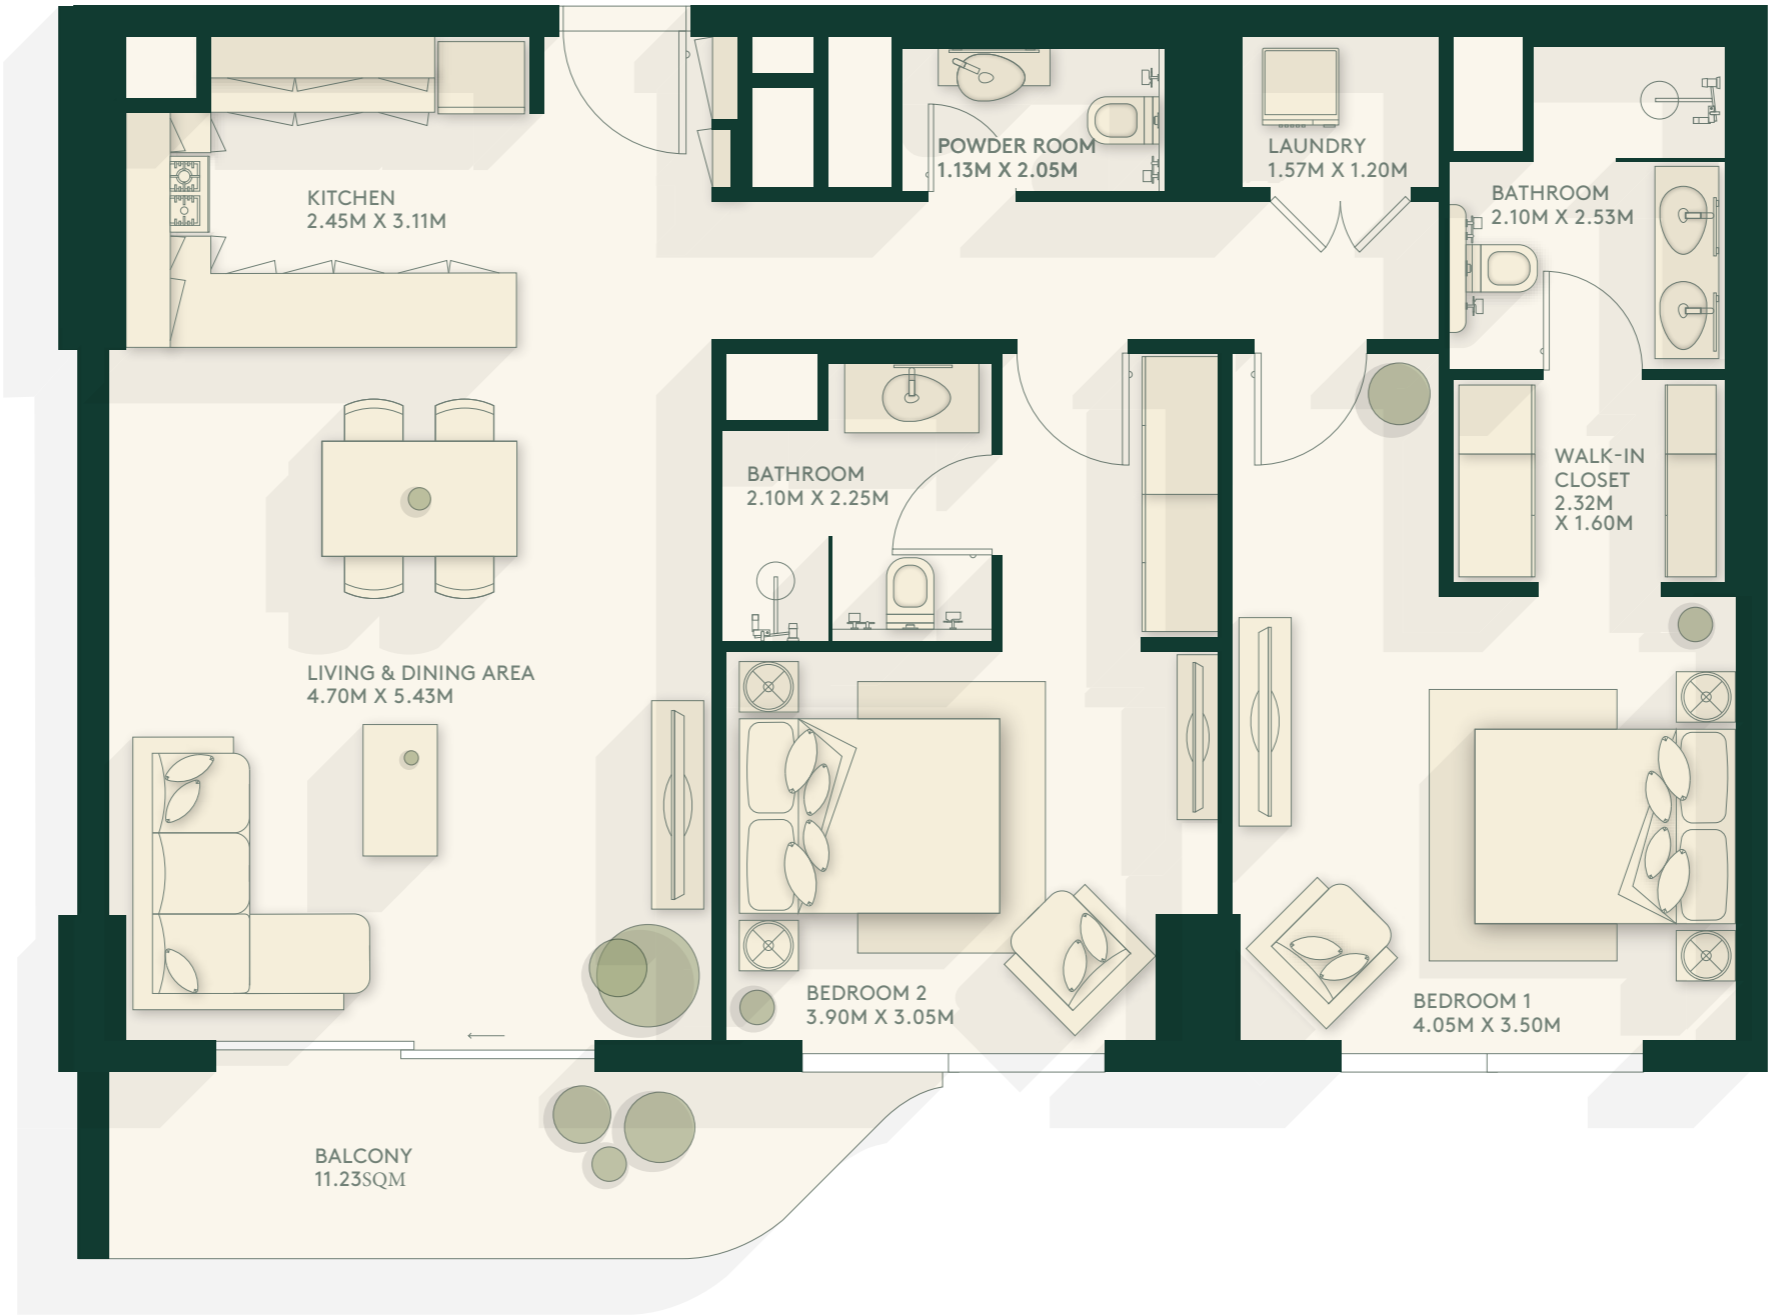 POWDER ROOM
1.13M X 2.05M
LAUNDRY
1.57M X 1.20M
KITCHEN
2.45M X 3.11M
BATHROOM
2.10M X 2.53M
BATHROOM
2.10M X 2.25M
WALK-IN
CLOSET
2.32M
X 1.60M
LIVING & DINING AREA
4.70M X 5.43M
BEDROOM 2
3.90M X 3.05M
BEDROOM 1
4.05M X 3.50M
BALCONY
11.23SQM